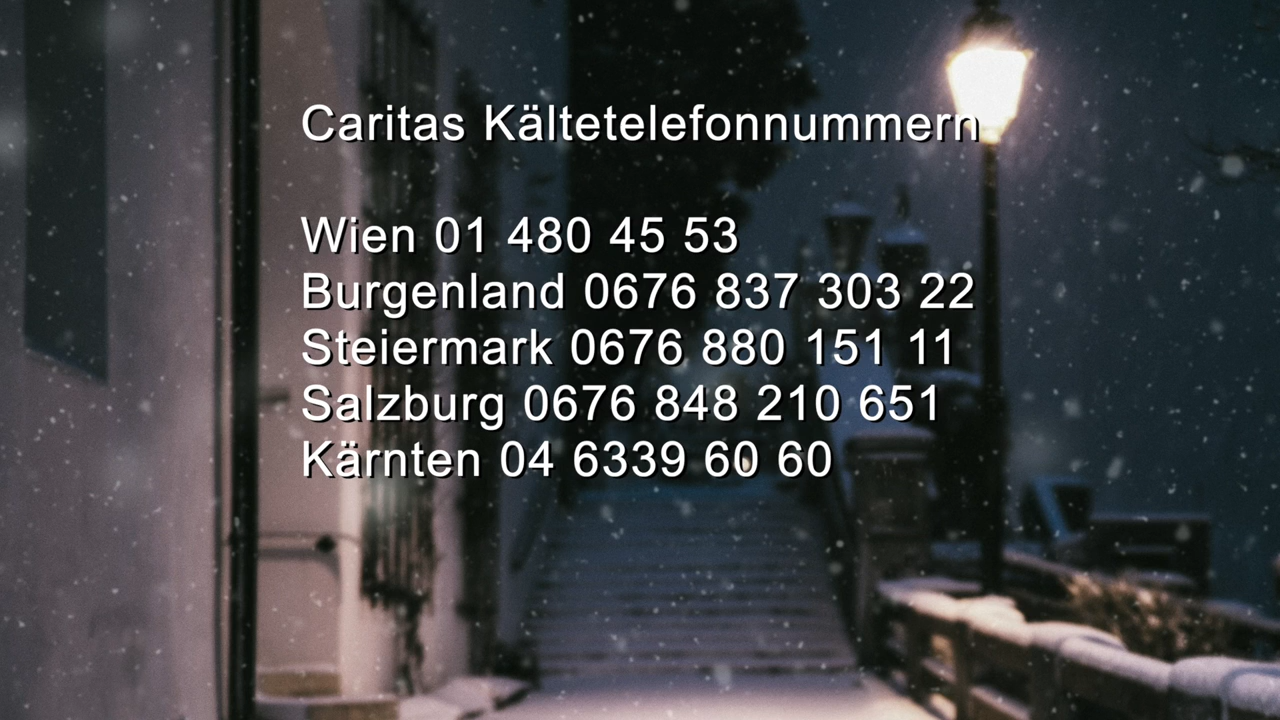 Caritas Kältetelefonnummern
Wien 01 480 45 53
Burgenland 0676 837 303 22
Steiermark 0676 880 151 11
Salzburg 0676 848 210 651
Kärnten 04 6339 60 60